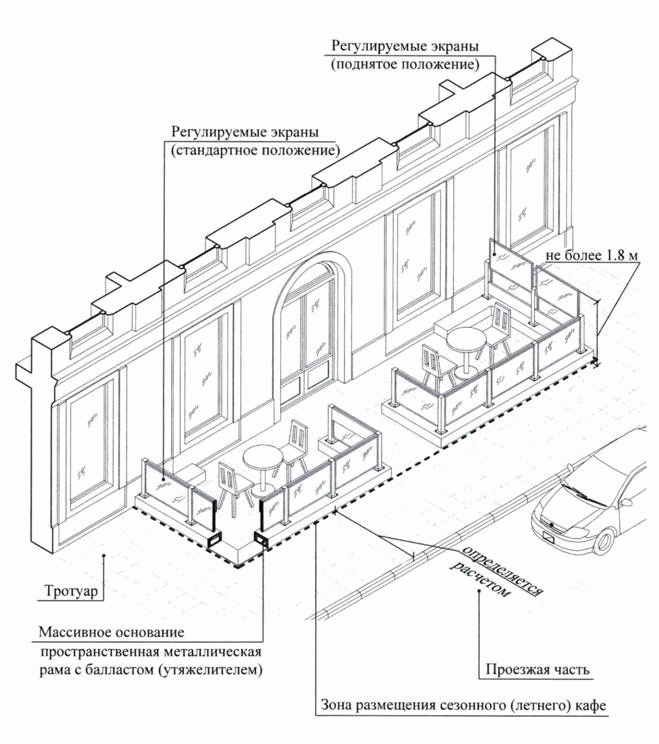 Регулируемые экраны
(поднятое положение)
Регулируемые экраны
(стандартное положение)
не более 1.8 м
определяется
расчетом
Тротуар
Массивное основание
пространственная металлическая
рама с балластом (утяжелителем)
Проезжая часть
Зона размещения сезонного (летнего) кафе